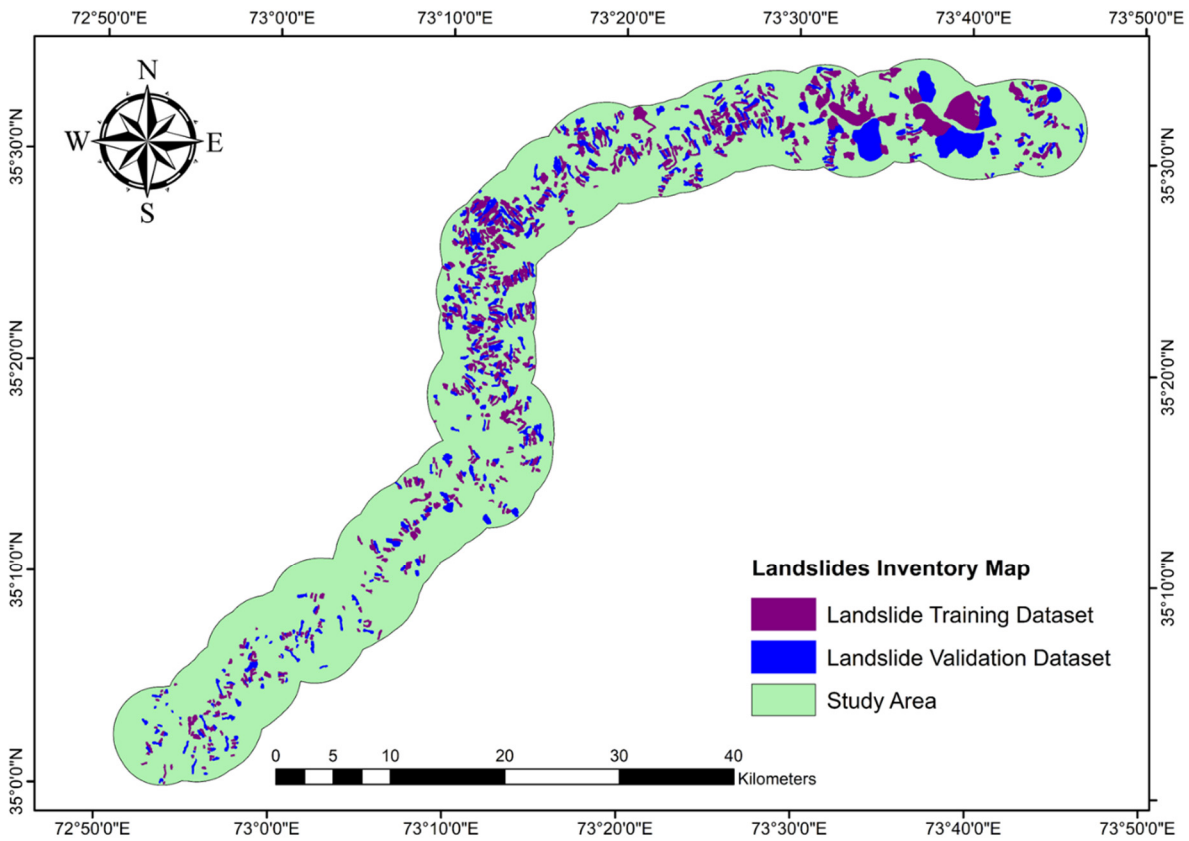 72°50'0"E 73°0'0"E 73°10'0"E 73°20'0"E 73°30'0"E 73°40'0"E 73°50'0"E
N
W E
S
35°30'0"N
35°30'0"N
35°20'0"N
35°20'0"N
35°10'0"N
35°10'0"N
35°0'0"N
Landslides Inventory Map
Landslide Training Dataset
Landslide Validation Dataset
Study Area
0 5 10 20 30 40
Kilometers
72°50'0"E 73°0'0"E 73°10'0"E 73°20'0"E 73°30'0"E 73°40'0"E 73°50'0"E